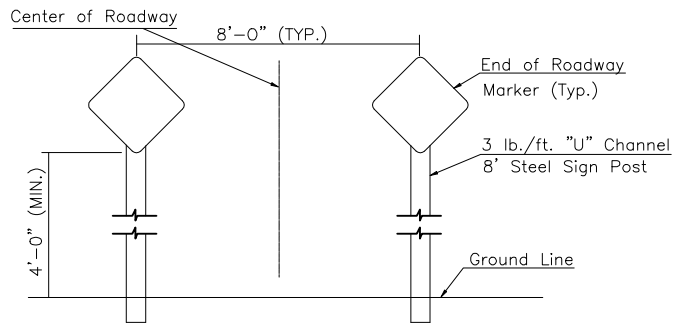 Center of Roadway
8'-0" (TYP.)
End of Roadway
Marker (Typ.)
3 lb./ft. "U" Channel
8' Steel Sign Post
4'-0" (MIN.)
Ground Line